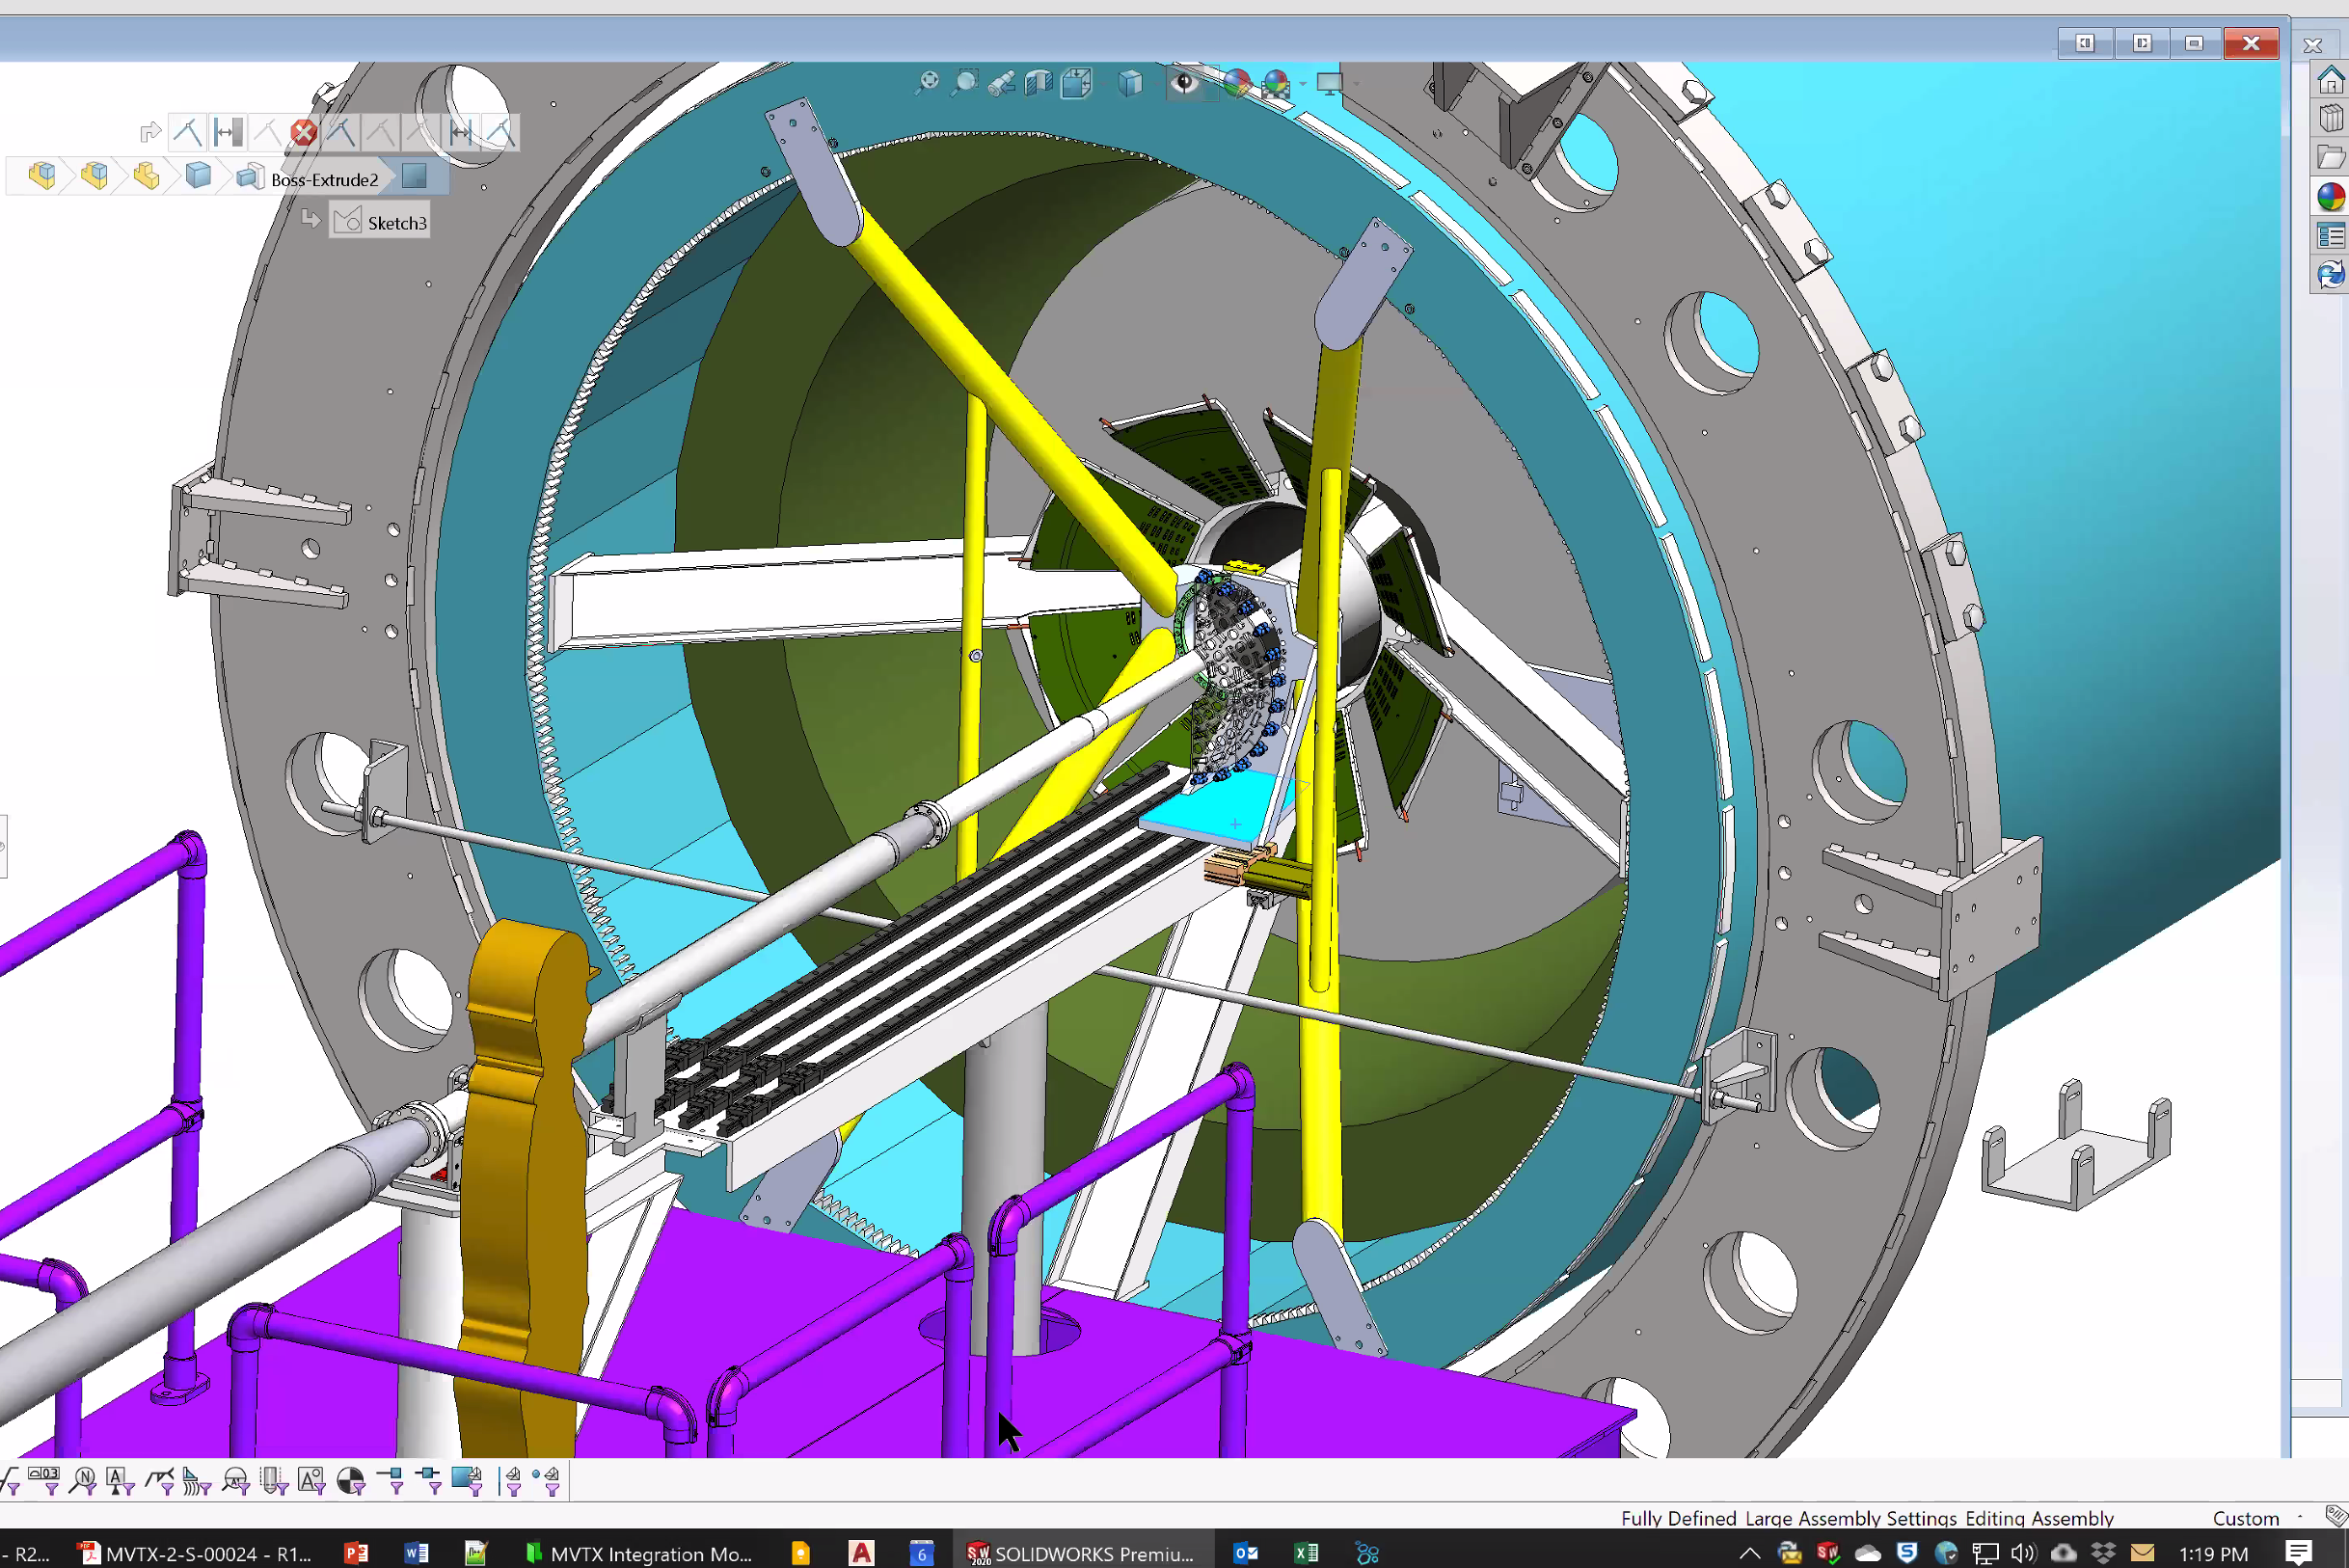 Boss-Extrude2
Sketch3
Fully Defined Large Assembly Settings Editing Assembly Custom
- R2... MVTX-2-S-00024 - R1... MVTX Integration Mo... 6 SOLIDWORKS Premiu... 1:19 PM